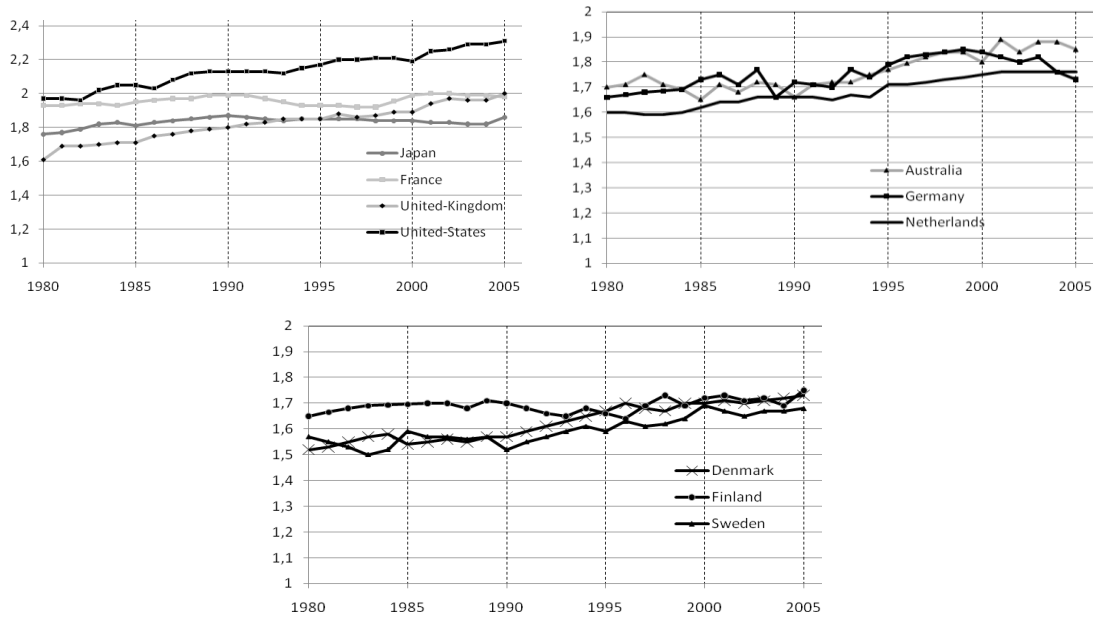 2,4
2,2
2
1,8
1,6
1,4
1,2
1
Japan
France
United-Kingdom
United-States
1980 1985 1990 1995 2000 2005
2
1,9
1,8
1,7
1,6
1,5
1,4
1,3
1,2
1,1
1
Australia
Germany
Netherlands
1980 1985 1990 1995 2000 2005
2
1,9
1,8
1,7
1,6
1,5
1,4
1,3
1,2
1,1
1
Denmark
Finland
Sweden
1980 1985 1990 1995 2000 2005